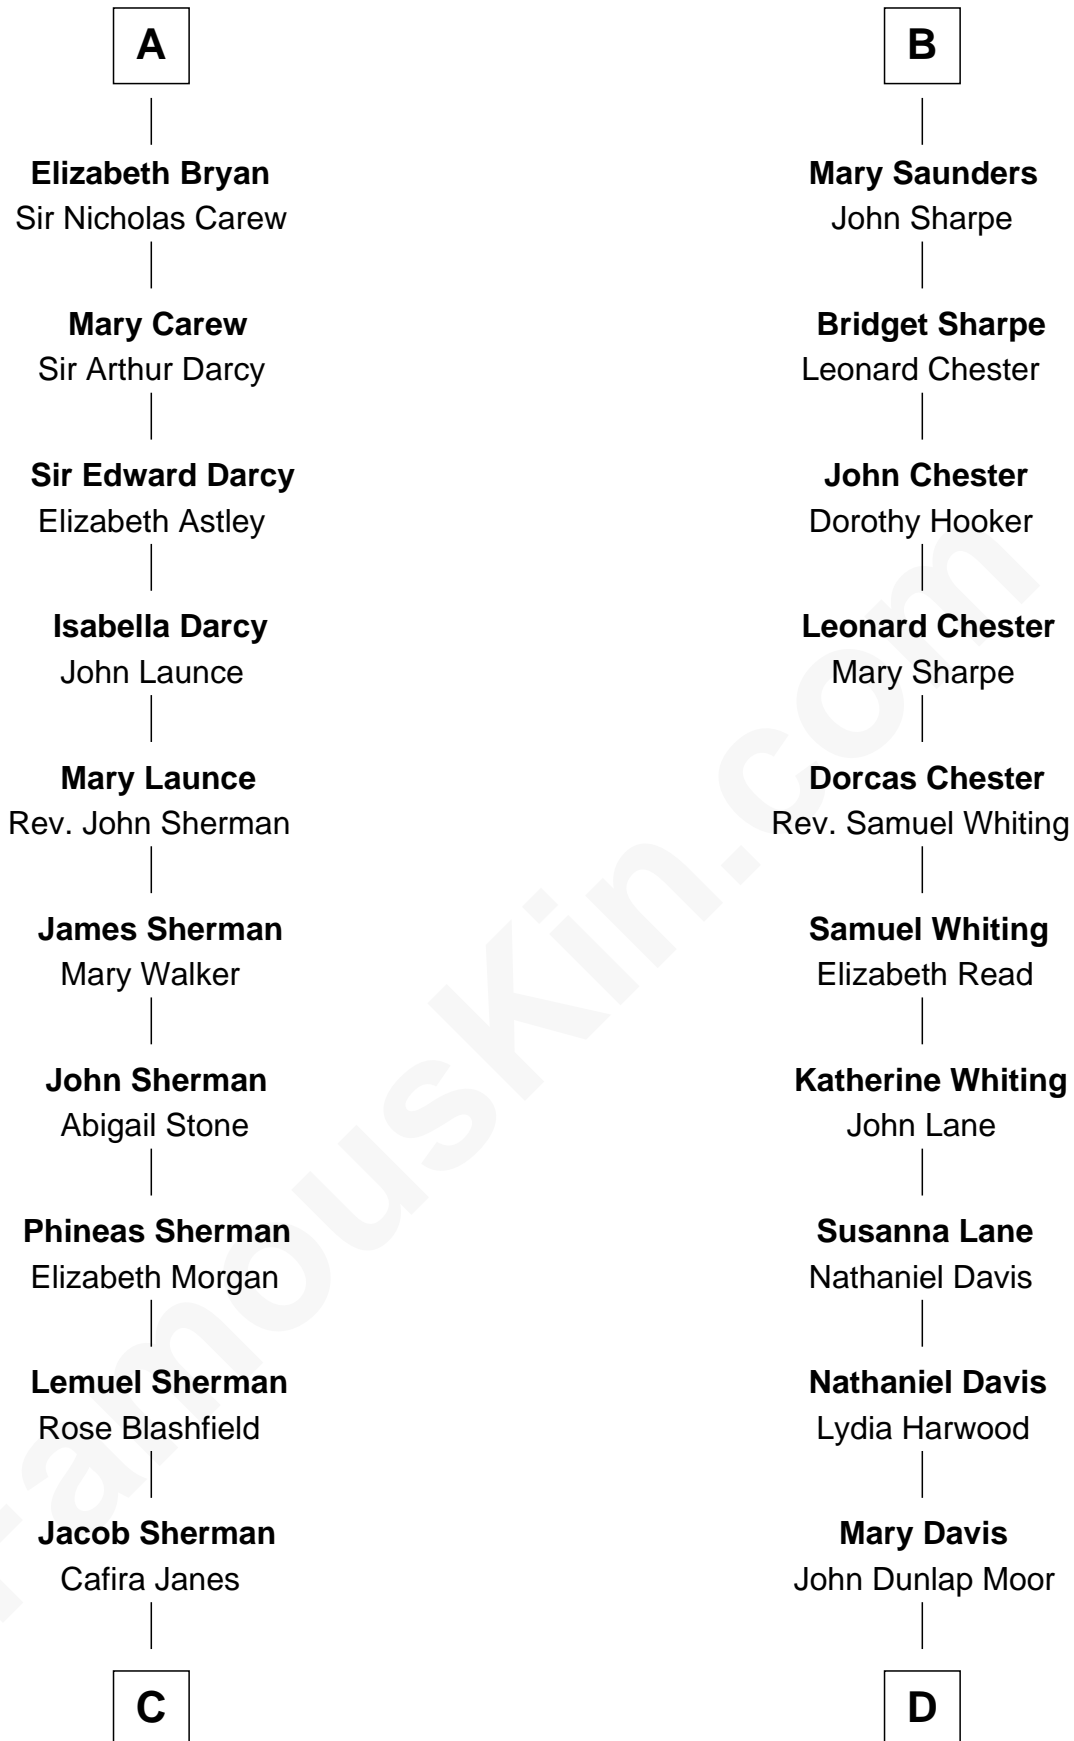 A
Elizabeth Bryan
Sir Nicholas Carew
Mary Carew
Sir Arthur Darcy
Sir Edward Darcy
Elizabeth Astley
Isabella Darcy
John Launce
Mary Launce
Rev. John Sherman
James Sherman
Mary Walker
John Sherman
Abigail Stone
Phineas Sherman
Elizabeth Morgan
Lemuel Sherman
Rose Blashfield
Jacob Sherman
Cafira Janes
C
B
Mary Saunders
John Sharpe
Bridget Sharpe
Leonard Chester
John Chester
Dorothy Hooker
Leonard Chester
Mary Sharpe
Dorcas Chester
Rev. Samuel Whiting
Samuel Whiting
Elizabeth Read
Katherine Whiting
John Lane
Susanna Lane
Nathaniel Davis
Nathaniel Davis
Lydia Harwood
Mary Davis
John Dunlap Moor
D
FamousKin.com